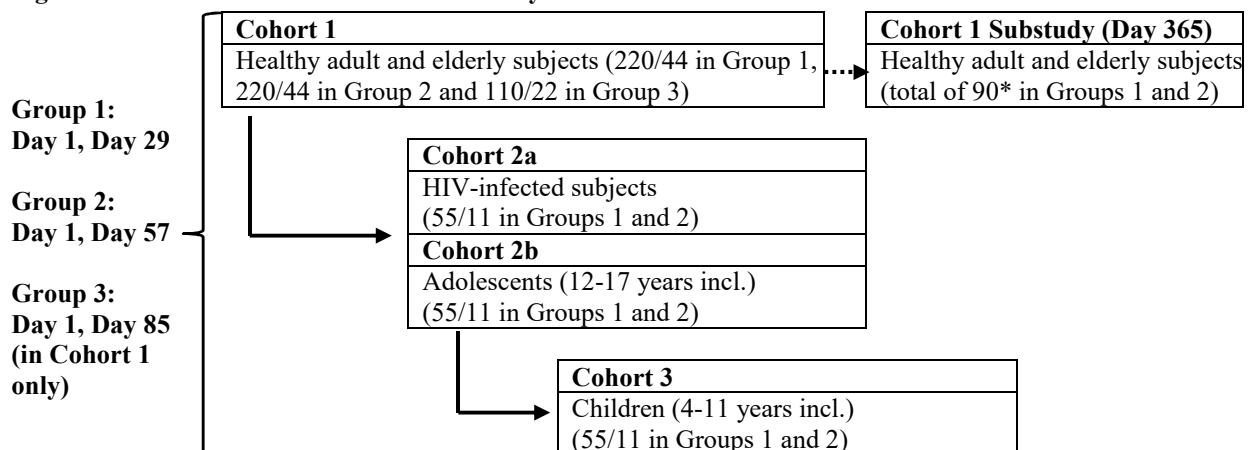 Cohort 1
Healthy adult and elderly subjects (220/44 in Group 1,
220/44 in Group 2 and 110/22 in Group 3)
Cohort 1 Substudy (Day 365)
Healthy adult and elderly subjects
(total of 90* in Groups 1 and 2)
Group 1:
Day 1, Day 29
Group 2:
Day 1, Day 57
Group 3:
Day 1, Day 85
(in Cohort 1
only)
Cohort 2a
HIV-infected subjects
(55/11 in Groups 1 and 2)
Cohort 2b
Adolescents (12-17 years incl.)
(55/11 in Groups 1 and 2)
Cohort 3
Children (4-11 years incl.)
(55/11 in Groups 1 and 2)